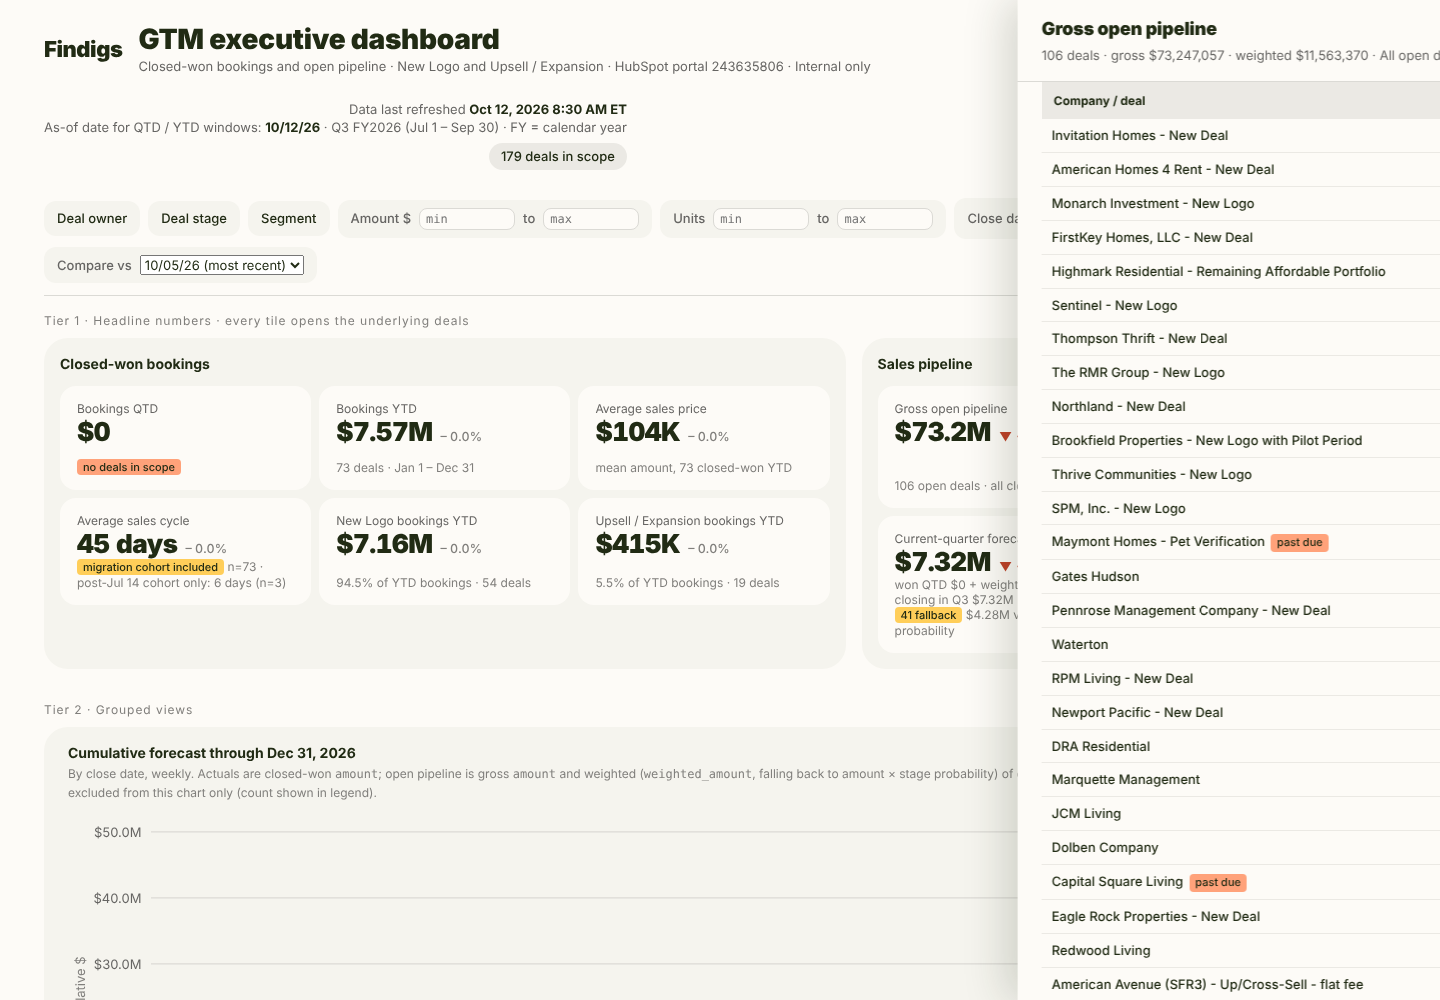 Findigs
GTM executive dashboard
Closed-won bookings and open pipeline · New Logo and Upsell / Expansion · HubSpot portal 243635806 · Internal only
Data last refreshed Oct 12, 2026 8:30 AM ET
As-of date for QTD / YTD windows: 10/12/26 · Q3 FY2026 (Jul 1 – Sep 30) · FY = calendar year
179 deals in scope
Deal owner
Deal stage
Segment
Amount $ min to max
Units min to max
Close da
Compare vs 10/05/26 (most recent)
Tier 1 · Headline numbers · every tile opens the underlying deals
Closed-won bookings
Bookings QTD
$0
no deals in scope
Bookings YTD
$7.57M – 0.0%
73 deals · Jan 1 – Dec 31
Average sales price
$104K – 0.0%
mean amount, 73 closed-won YTD
Average sales cycle
45 days – 0.0%
migration cohort included n=73 ·
post-Jul 14 cohort only: 6 days (n=3)
New Logo bookings YTD
$7.16M – 0.0%
94.5% of YTD bookings · 54 deals
Upsell / Expansion bookings YTD
$415K – 0.0%
5.5% of YTD bookings · 19 deals
Sales pipeline
Gross open pipeline
$73.2M ▼
106 open deals · all cl
Current-quarter forec
$7.32M ▼
won QTD $0 + weight
closing in Q3 $7.32M
41 fallback $4.28M v
probability
Tier 2 · Grouped views
Cumulative forecast through Dec 31, 2026
By close date, weekly. Actuals are closed-won amount; open pipeline is gross amount and weighted (weighted_amount, falling back to amount × stage probability) of
excluded from this chart only (count shown in legend).
$50.0M
$40.0M
$30.0M
lative $
Gross open pipeline
106 deals · gross $73,247,057 · weighted $11,563,370 · All open d
Company / deal
Invitation Homes - New Deal
American Homes 4 Rent - New Deal
Monarch Investment - New Logo
FirstKey Homes, LLC - New Deal
Highmark Residential - Remaining Affordable Portfolio
Sentinel - New Logo
Thompson Thrift - New Deal
The RMR Group - New Logo
Northland - New Deal
Brookfield Properties - New Logo with Pilot Period
Thrive Communities - New Logo
SPM, Inc. - New Logo
Maymont Homes - Pet Verification past due
Gates Hudson
Pennrose Management Company - New Deal
Waterton
RPM Living - New Deal
Newport Pacific - New Deal
DRA Residential
Marquette Management
JCM Living
Dolben Company
Capital Square Living past due
Eagle Rock Properties - New Deal
Redwood Living
American Avenue (SFR3) - Up/Cross-Sell - flat fee